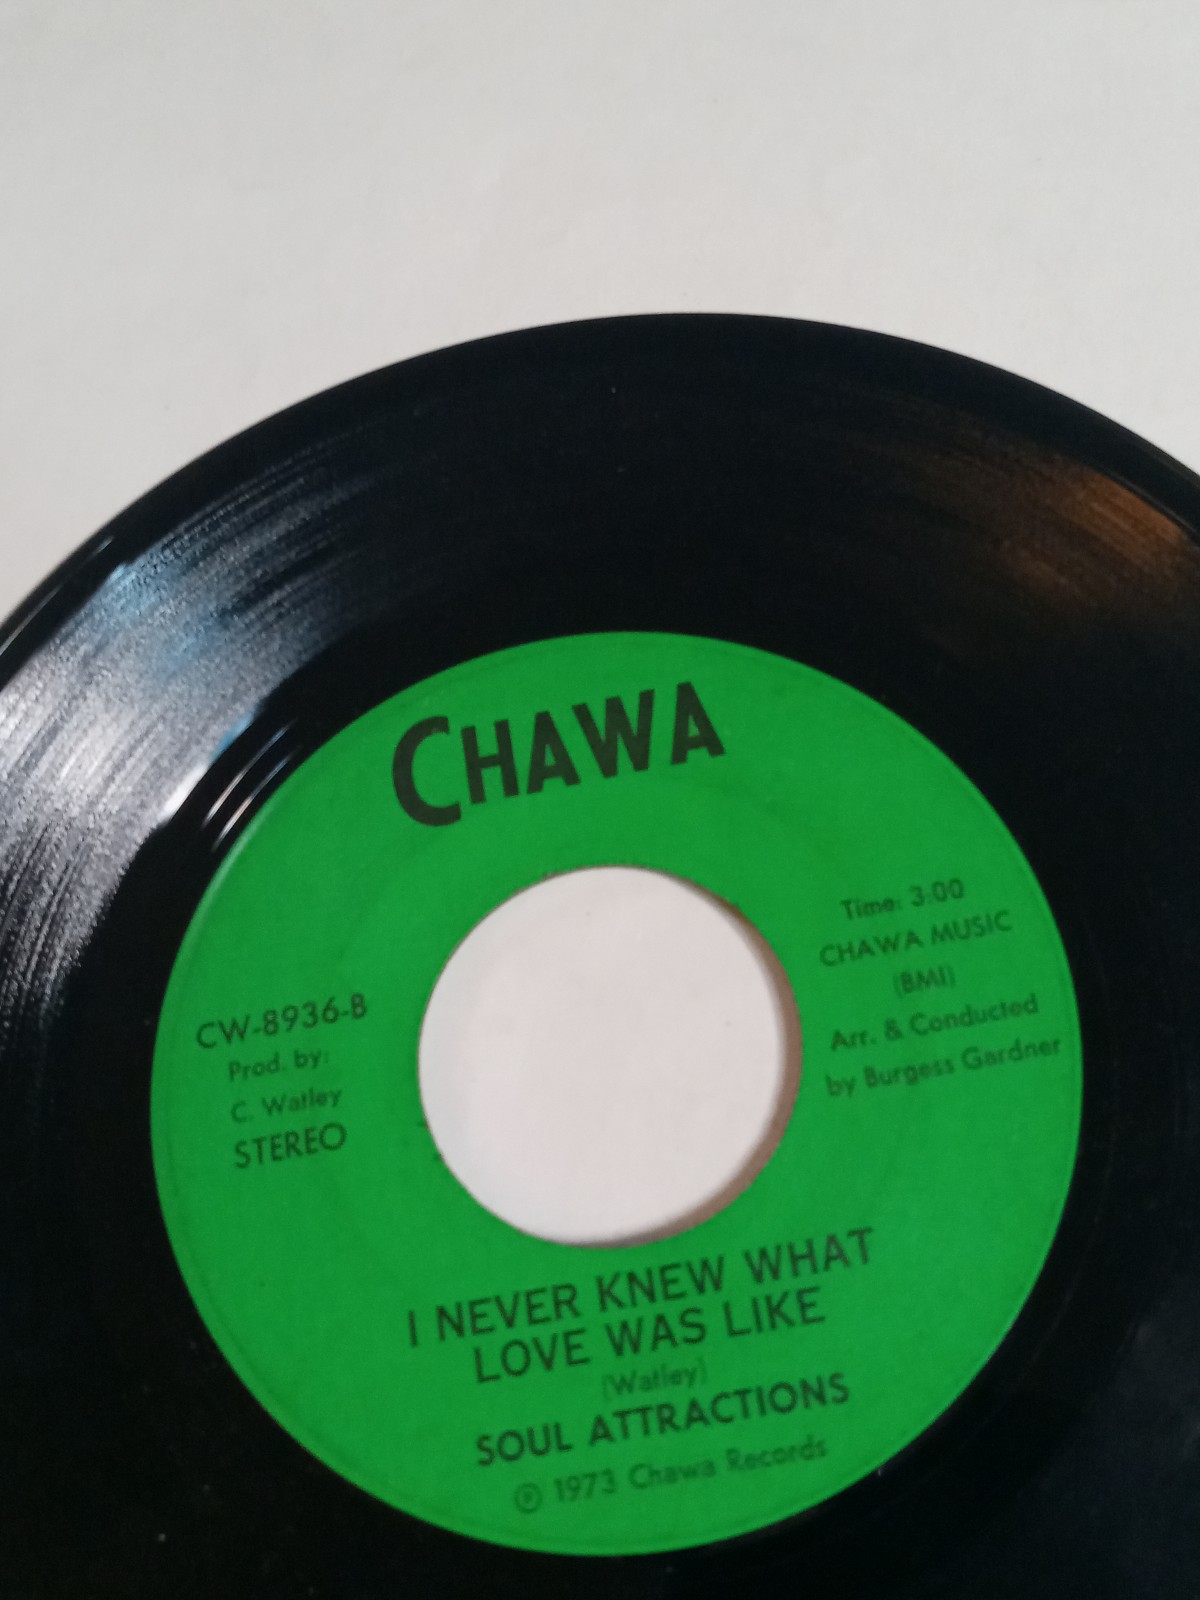 CHAWA
Time: 3:00
CHAWA MUSIC
(BMI)
Arr. & Conducted
by Burgess Gardner
CW-8936-B
Prod. by:
C. Watley
STEREO
I NEVER KNEW WHAT
LOVE WAS LIKE
(Watley)
SOUL ATTRACTIONS
℗ 1973 Chawa Records